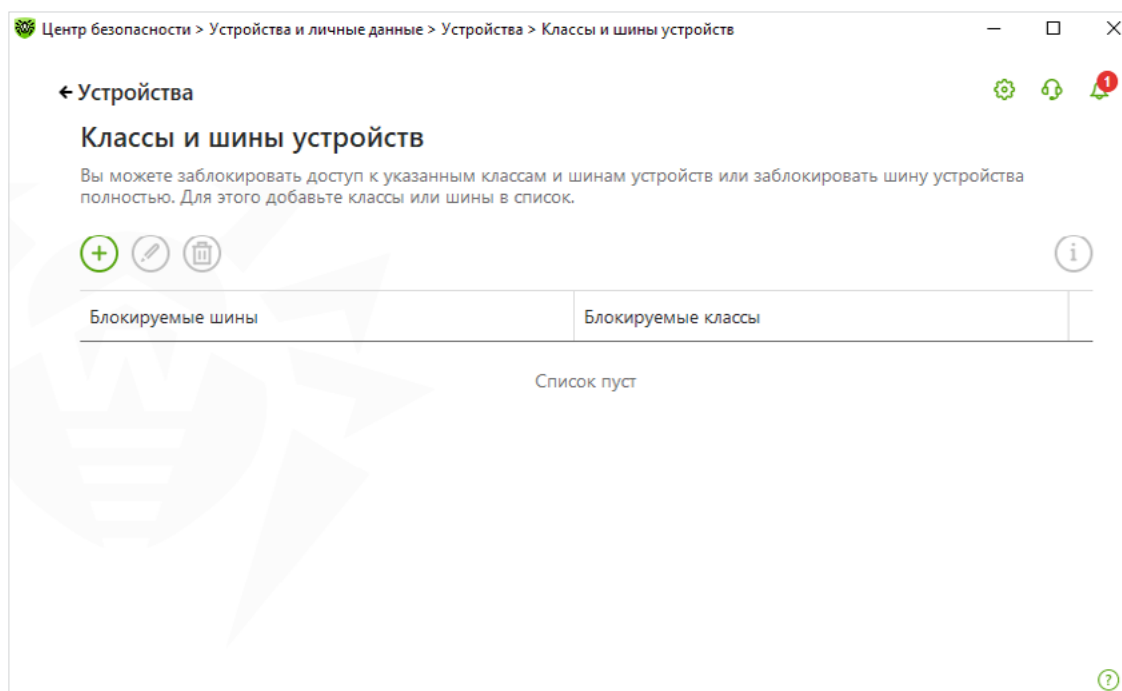 Центр безопасности > Устройства и личные данные > Устройства > Классы и шины устройств
Устройства
1
Классы и шины устройств
Вы можете заблокировать доступ к указанным классам и шинам устройств или заблокировать шину устройства
полностью. Для этого добавьте классы или шины в список.
i
Блокируемые шины
Блокируемые классы
Список пуст
?